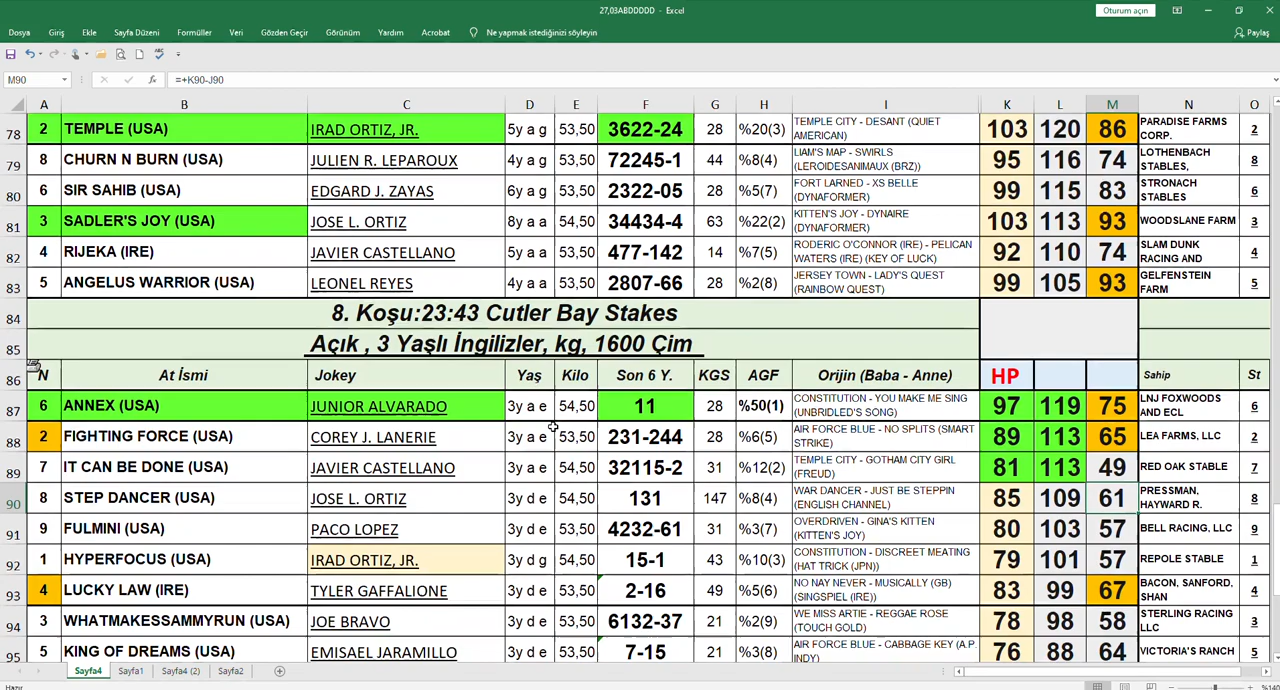 27,03ABDDDDD - Excel
Oturum açın
Dosya Giriş Ekle Sayfa Düzeni Formüller Veri Gözden Geçir Görünüm Yardım Acrobat Ne yapmak istediğinizi söyleyin Paylaş
M90 fx =+K90-J90
A B C D E F G H I K L M N O
78 2 TEMPLE (USA) IRAD ORTIZ, JR. 5y a g 53,50 3622-24 28 %20(3) TEMPLE CITY - DESANT (QUIET AMERICAN) 103 120 86 PARADISE FARMS CORP. 2
79 8 CHURN N BURN (USA) JULIEN R. LEPAROUX 4y a g 53,50 72245-1 44 %8(4) LIAM'S MAP - SWIRLS (LEROIDESANIMAUX (BRZ)) 95 116 74 LOTHENBACH STABLES, 8
80 6 SIR SAHIB (USA) EDGARD J. ZAYAS 6y a g 53,50 2322-05 28 %5(7) FORT LARNED - XS BELLE (DYNAFORMER) 99 115 83 STRONACH STABLES 6
81 3 SADLER'S JOY (USA) JOSE L. ORTIZ 8y a a 54,50 34434-4 63 %22(2) KITTEN'S JOY - DYNAIRE (DYNAFORMER) 103 113 93 WOODSLANE FARM 3
82 4 RIJEKA (IRE) JAVIER CASTELLANO 5y a a 53,50 477-142 14 %7(5) RODERIC O'CONNOR (IRE) - PELICAN WATERS (IRE) (KEY OF LUCK) 92 110 74 SLAM DUNK RACING AND 4
83 5 ANGELUS WARRIOR (USA) LEONEL REYES 4y a a 53,50 2807-66 28 %2(8) JERSEY TOWN - LADY'S QUEST (RAINBOW QUEST) 99 105 93 GELFENSTEIN FARM 5
84 8. Koşu:23:43 Cutler Bay Stakes
85 Açık , 3 Yaşlı İngilizler, kg, 1600 Çim
86 N At İsmi Jokey Yaş Kilo Son 6 Y. KGS AGF Orijin (Baba - Anne) HP Sahip St
87 6 ANNEX (USA) JUNIOR ALVARADO 3y a e 54,50 11 28 %50(1) CONSTITUTION - YOU MAKE ME SING (UNBRIDLED'S SONG) 97 119 75 LNJ FOXWOODS AND ECL 6
88 2 FIGHTING FORCE (USA) COREY J. LANERIE 3y a e 53,50 231-244 28 %6(5) AIR FORCE BLUE - NO SPLITS (SMART STRIKE) 89 113 65 LEA FARMS, LLC 2
89 7 IT CAN BE DONE (USA) JAVIER CASTELLANO 3y a e 54,50 32115-2 31 %12(2) TEMPLE CITY - GOTHAM CITY GIRL (FREUD) 81 113 49 RED OAK STABLE 7
90 8 STEP DANCER (USA) JOSE L. ORTIZ 3y d e 54,50 131 147 %8(4) WAR DANCER - JUST BE STEPPIN (ENGLISH CHANNEL) 85 109 61 PRESSMAN, HAYWARD R. 8
91 9 FULMINI (USA) PACO LOPEZ 3y d e 53,50 4232-61 31 %3(7) OVERDRIVEN - GINA'S KITTEN (KITTEN'S JOY) 80 103 57 BELL RACING, LLC 9
92 1 HYPERFOCUS (USA) IRAD ORTIZ, JR. 3y d g 53,50 15-1 43 %10(3) CONSTITUTION - DISCREET MEATING (HAT TRICK (JPN)) 79 101 57 REPOLE STABLE 1
93 4 LUCKY LAW (IRE) TYLER GAFFALIONE 3y d e 53,50 2-16 49 %5(6) NO NAY NEVER - MUSICALLY (GB) (SINGSPIEL (IRE)) 83 99 67 BACON, SANFORD, SHAN 4
94 3 WHATMAKESSAMMYRUN (USA) JOE BRAVO 3y d e 53,50 6132-37 21 %2(9) WE MISS ARTIE - REGGAE ROSE (TOUCH GOLD) 78 98 58 STERLING RACING LLC 3
95 5 KING OF DREAMS (USA) EMISAEL JARAMILLO 3y d e 53,50 7-15 21 %3(8) AIR FORCE BLUE - CABBAGE KEY (A.P. INDY) 76 88 64 VICTORIA'S RANCH 5
Sayfa4 Sayfa1 Sayfa4 (2) Sayfa2
Hazır %140